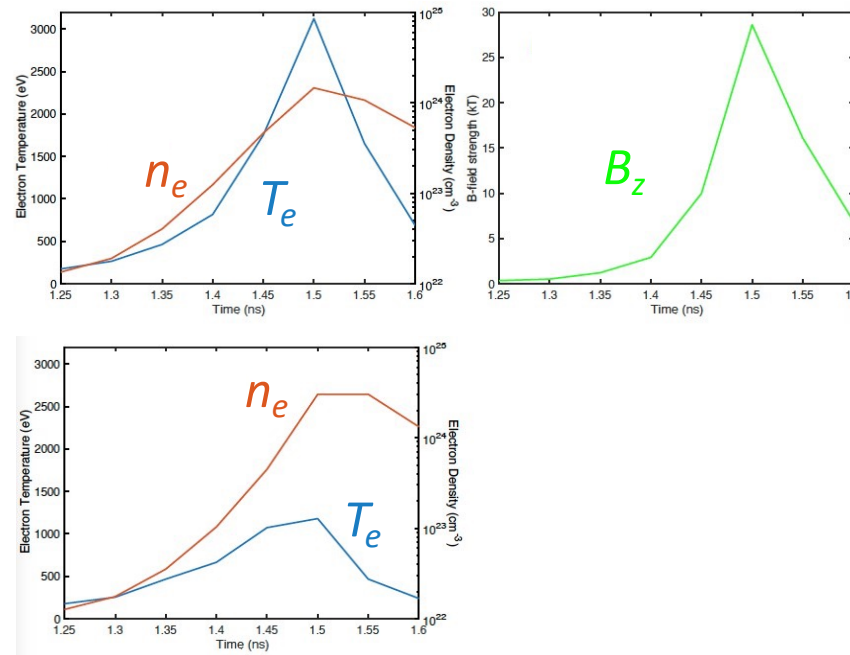 3000
2500
2000
1500
1000
500
0
Electron Temperature (eV)
n_e
T_e
10^25
10^24
10^23
10^22
Electron Density (cm^-3)
1.25 1.3 1.35 1.4 1.45 1.5 1.55 1.6
Time (ns)
30
25
20
15
10
5
0
B-field strength (kT)
B_z
1.25 1.3 1.35 1.4 1.45 1.5 1.55
Time (ns)
3000
2500
2000
1500
1000
500
0
Electron Temperature (eV)
n_e
T_e
10^25
10^24
10^23
10^22
Electron Density (cm^-3)
1.25 1.3 1.35 1.4 1.45 1.5 1.55 1.6
Time (ns)